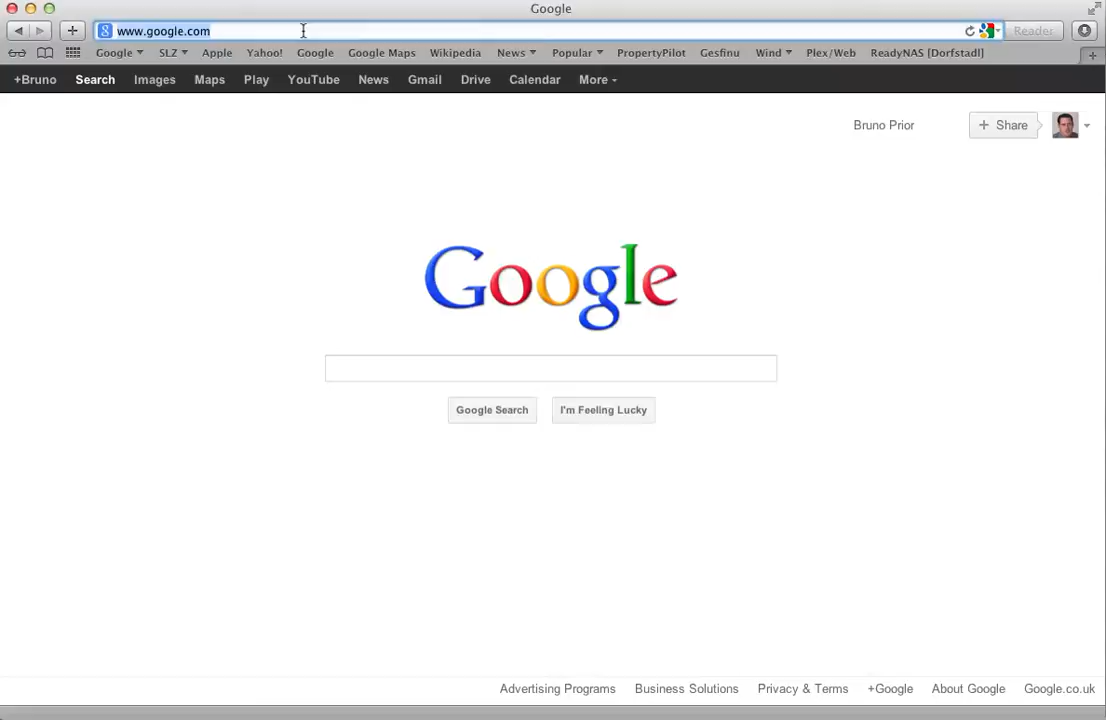 Google
www.google.com
Reader
Google SLZ Apple Yahoo! Google Google Maps Wikipedia News Popular PropertyPilot Gesfinu Wind Plex/Web ReadyNAS [Dorfstadl]
+Bruno Search Images Maps Play YouTube News Gmail Drive Calendar More
Bruno Prior + Share
Google
Google Search I'm Feeling Lucky
Advertising Programs Business Solutions Privacy & Terms +Google About Google Google.co.uk